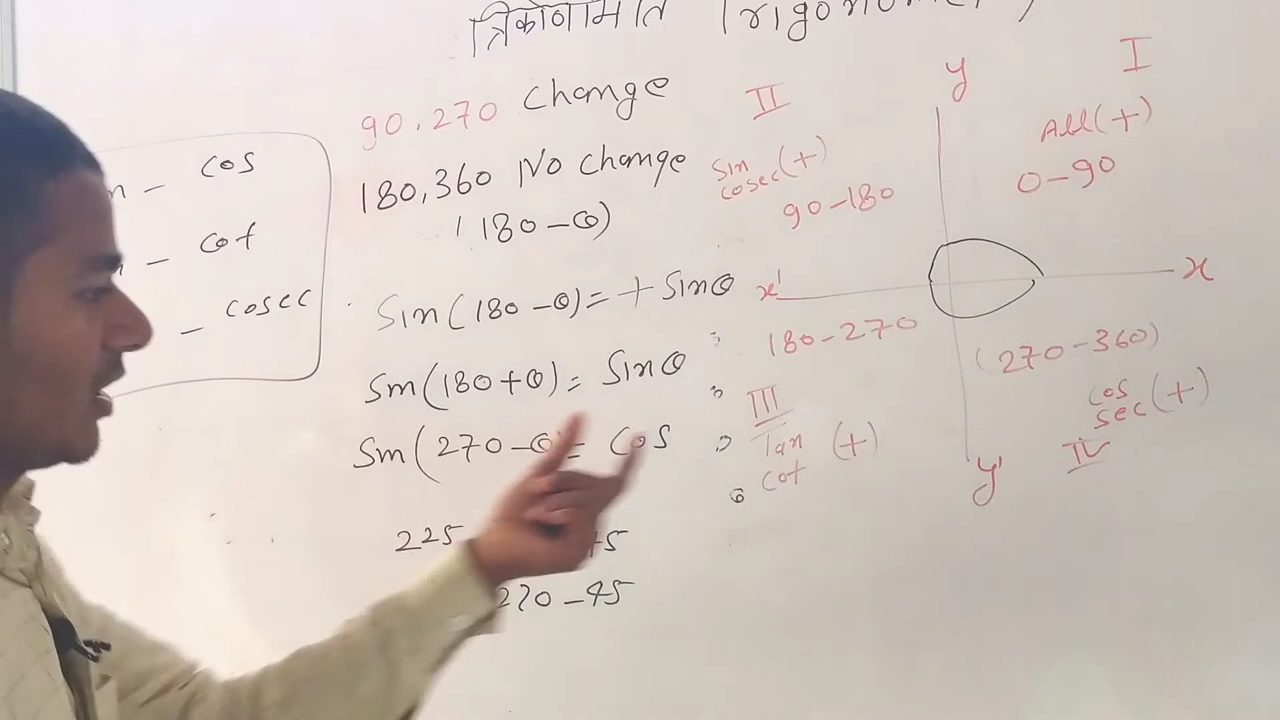 त्रिकोणमिति Trigonomet
90.270 Change
180,360 No change
(180-θ)
Sin(180-θ)=+Sinθ
Sin(180+θ)= Sinθ
Sin(270-θ)= Cos
225
45
270-45
- cos
- cot
- cosec
y
I
All(+)
0-90
II
Sin
cosec(+)
90-180
x'
x
180-270
III
Tan
Cot (+)
(270-360)
cos
sec(+)
IV
y'